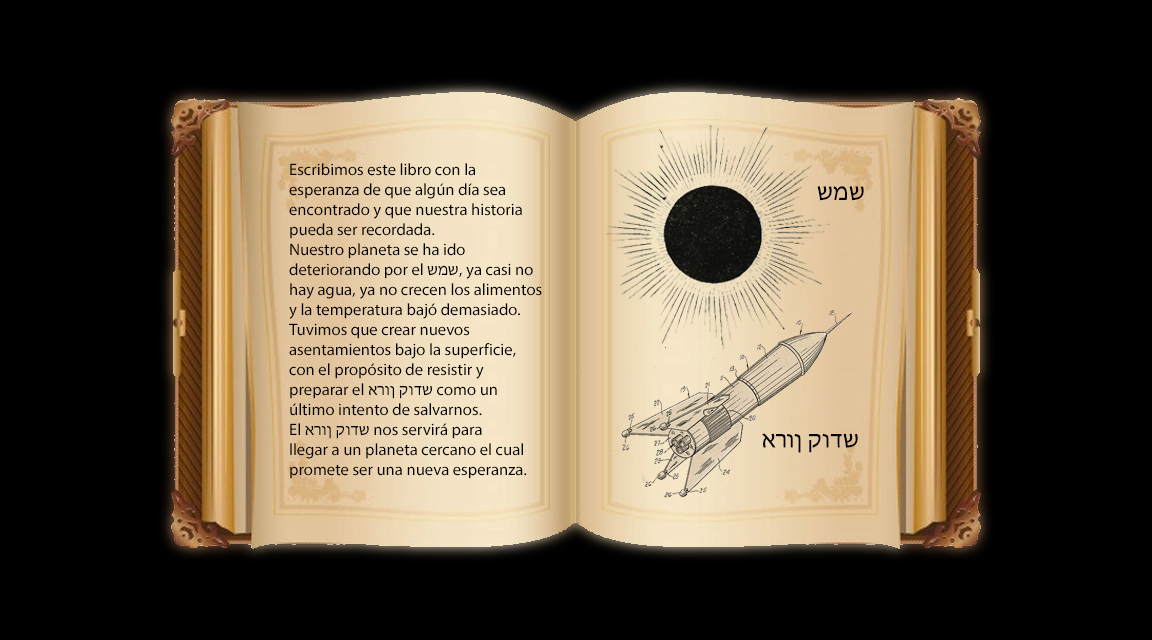 Escribimos este libro con la
esperanza de que algún día sea
encontrado y que nuestra historia
pueda ser recordada.
Nuestro planeta se ha ido
deteriorando por el שמש, ya casi no
hay agua, ya no crecen los alimentos
y la temperatura bajó demasiado.
Tuvimos que crear nuevos
asentamientos bajo la superficie,
con el propósito de resistir y
preparar el שדוק ןורא como un
último intento de salvarnos.
El שדוק ןורא nos servirá para
llegar a un planeta cercano el cual
promete ser una nueva esperanza.
שמש
שדוק ןורא